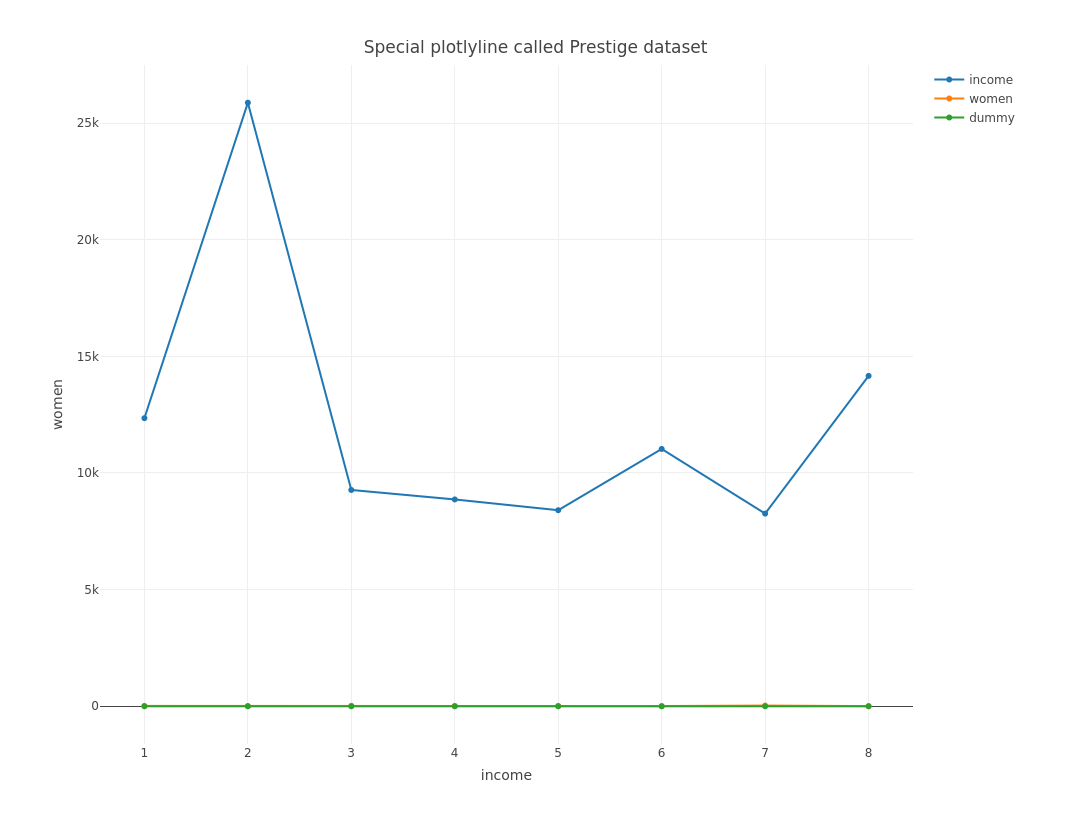 Special plotlyline called Prestige dataset
income
women
dummy
25k
20k
15k
10k
5k
0
women
1 2 3 4 5 6 7 8
income